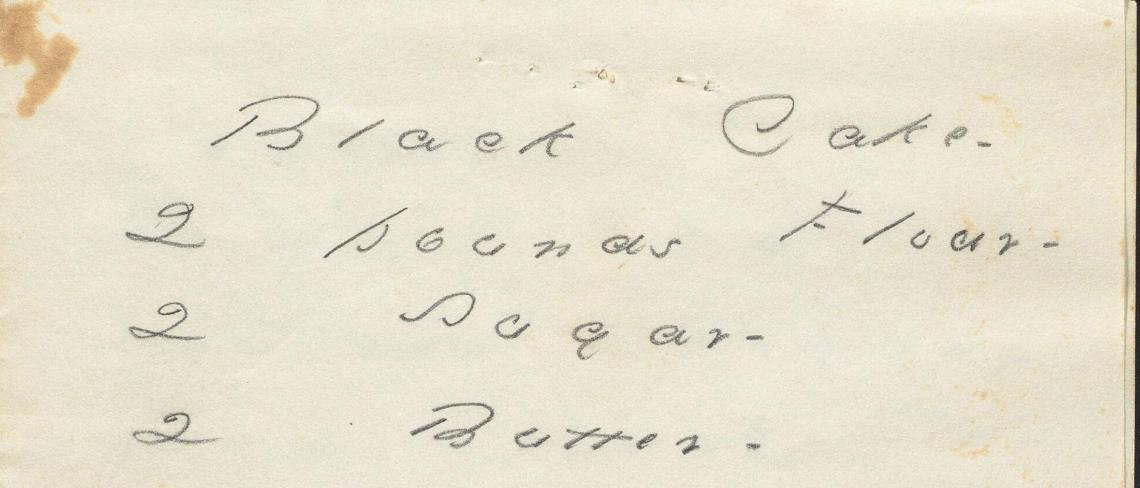 Black Cake-
2 pounds Flour-
2 Sugar-
2 Butter-